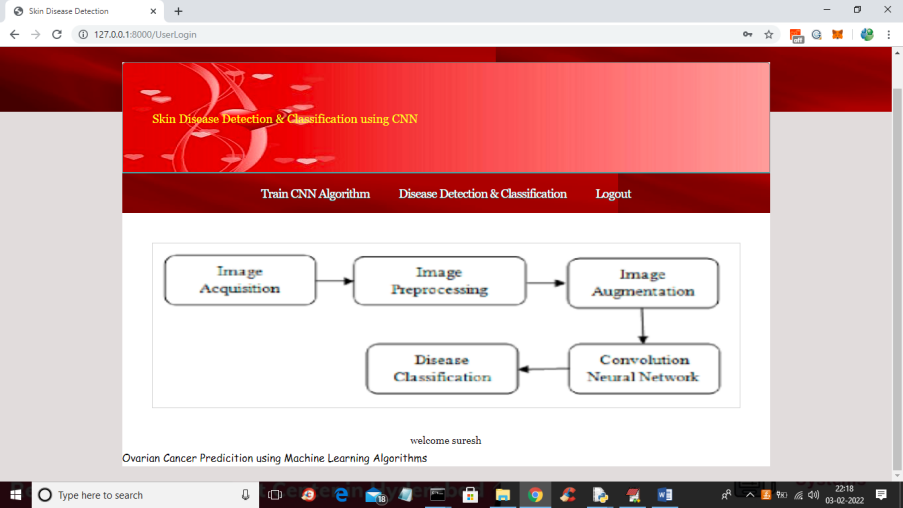 Skin Disease Detection
127.0.0.1:8000/UserLogin
off
Skin Disease Detection & Classification using CNN
Train CNN Algorithm Disease Detection & Classification Logout
Image
Acquisition
Image
Preprocessing
Image
Augmentation
Disease
Classification
Convolution
Neural Network
welcome suresh
Ovarian Cancer Predicition using Machine Learning Algorithms
Type here to search
18
22:18
03-02-2022